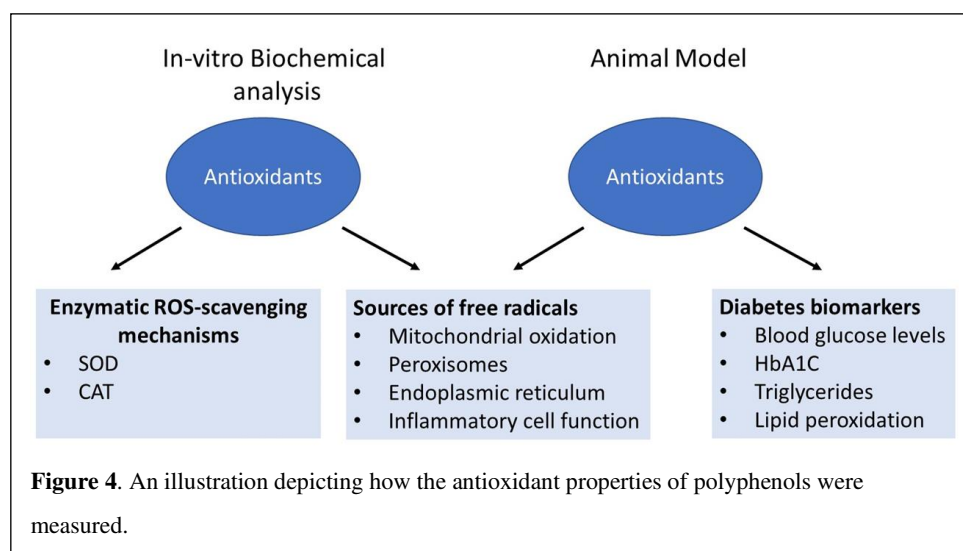 In-vitro Biochemical
analysis
Animal Model
Antioxidants
Antioxidants
Enzymatic ROS-scavenging
mechanisms
• SOD
• CAT
Sources of free radicals
• Mitochondrial oxidation
• Peroxisomes
• Endoplasmic reticulum
• Inflammatory cell function
Diabetes biomarkers
• Blood glucose levels
• HbA1C
• Triglycerides
• Lipid peroxidation
Figure 4. An illustration depicting how the antioxidant properties of polyphenols were
measured.